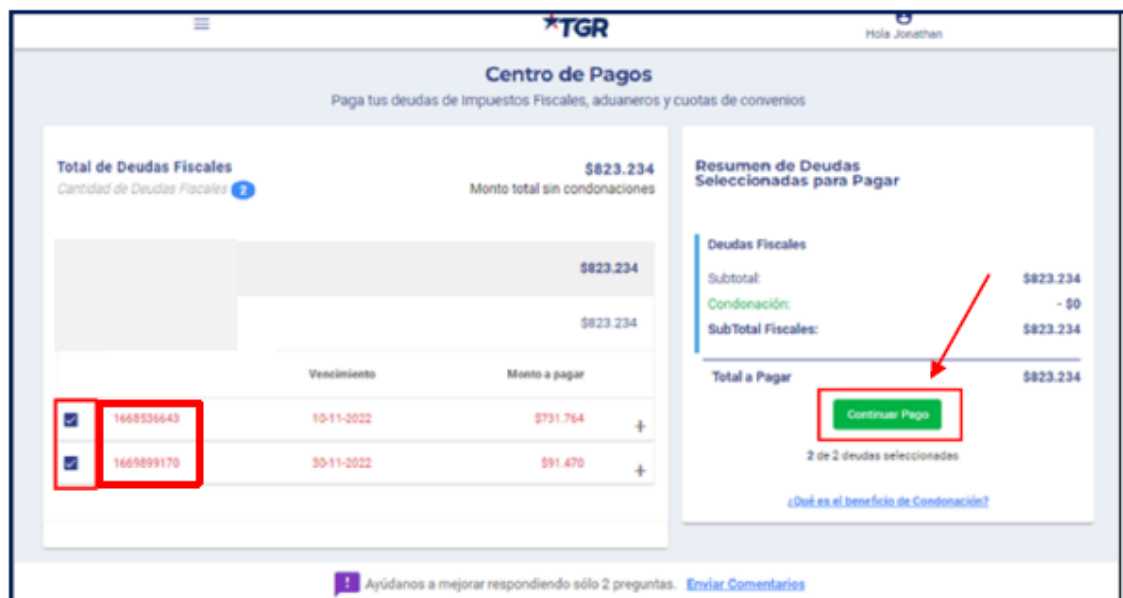 TGR
Hola Jonathan
Centro de Pagos
Paga tus deudas de Impuestos Fiscales, aduaneros y cuotas de convenios
Total de Deudas Fiscales $823.234
Cantidad de Deudas Fiscales 2 Monto total sin condonaciones
$823.234
$823.234
Vencimiento Monto a pagar
1668536643 10-11-2022 $731.764 +
1669899170 30-11-2022 $91.470 +
Resumen de Deudas
Seleccionadas para Pagar
Deudas Fiscales
Subtotal: $823.234
Condonación: - $0
SubTotal Fiscales: $823.234
Total a Pagar $823.234
Continuar Pago
2 de 2 deudas seleccionadas
¿Qué es el beneficio de Condonación?
! Ayúdanos a mejorar respondiendo sólo 2 preguntas. Enviar Comentarios